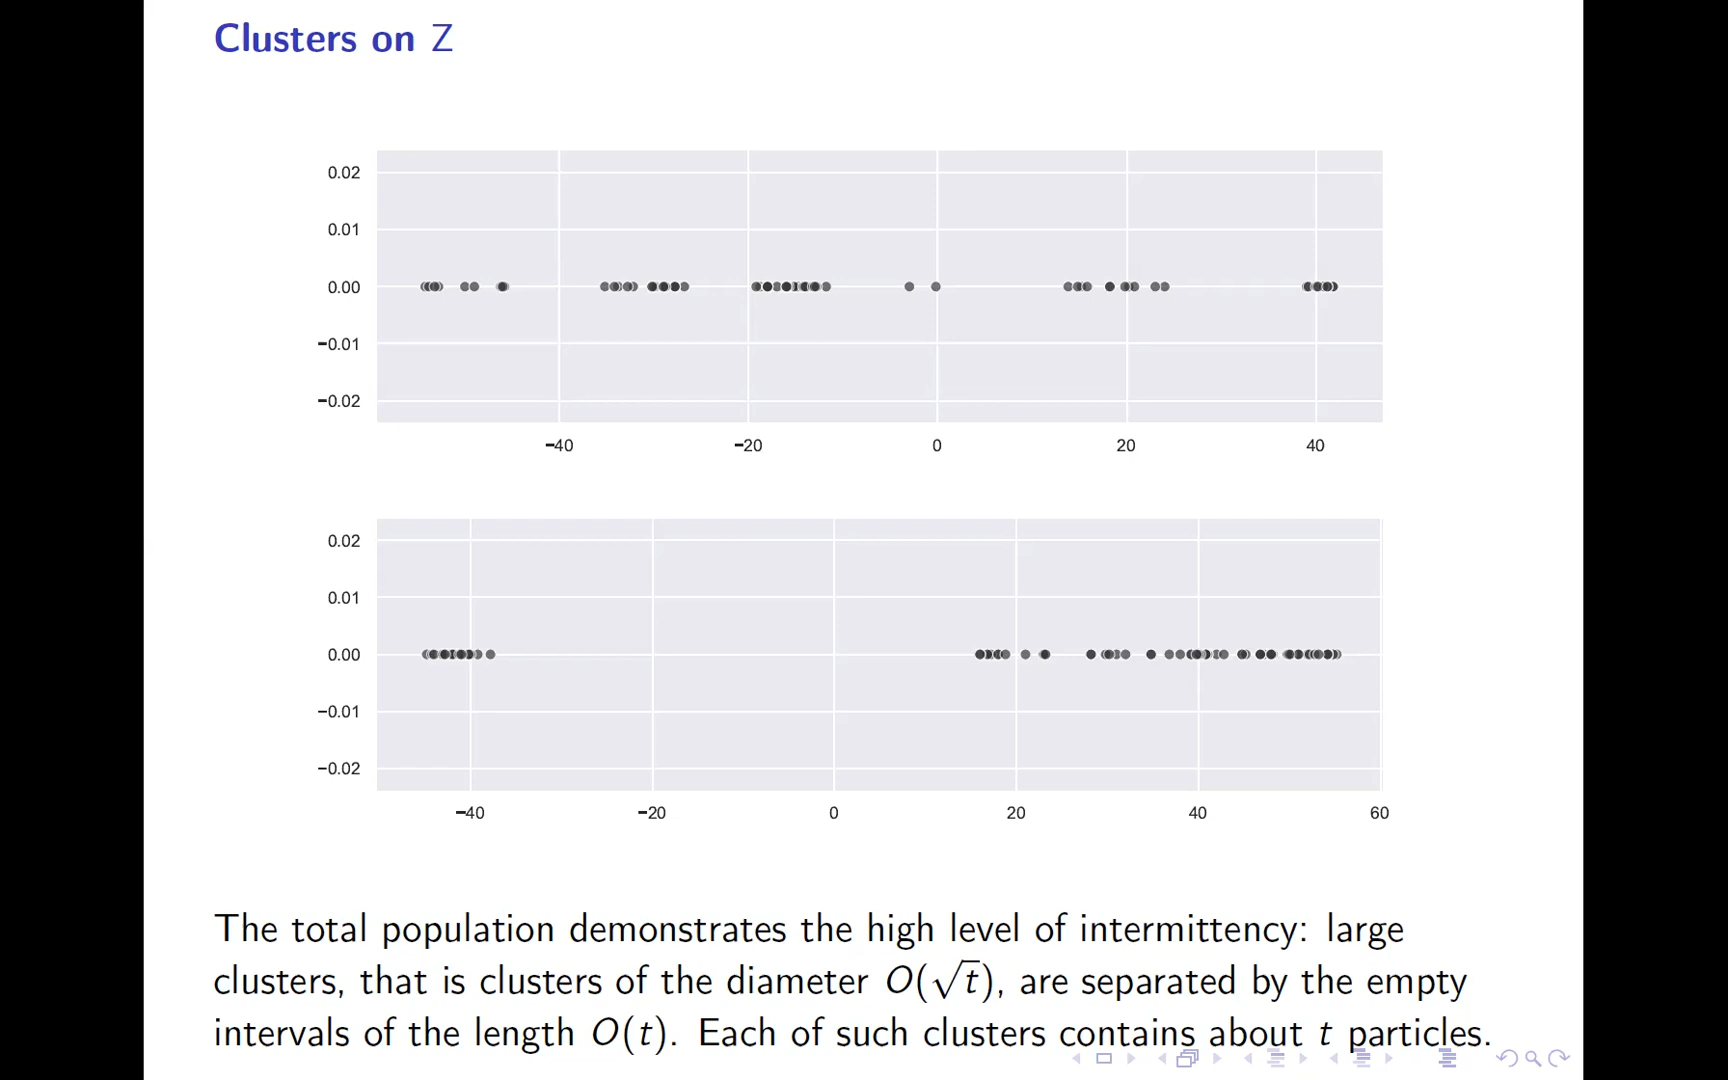 Clusters on Z
0.02
0.01
0.00
−0.01
−0.02
−40 −20 0 20 40
0.02
0.01
0.00
−0.01
−0.02
−40 −20 0 20 40 60
The total population demonstrates the high level of intermittency: large
clusters, that is clusters of the diameter O(√t), are separated by the empty
intervals of the length O(t). Each of such clusters contains about t particles.